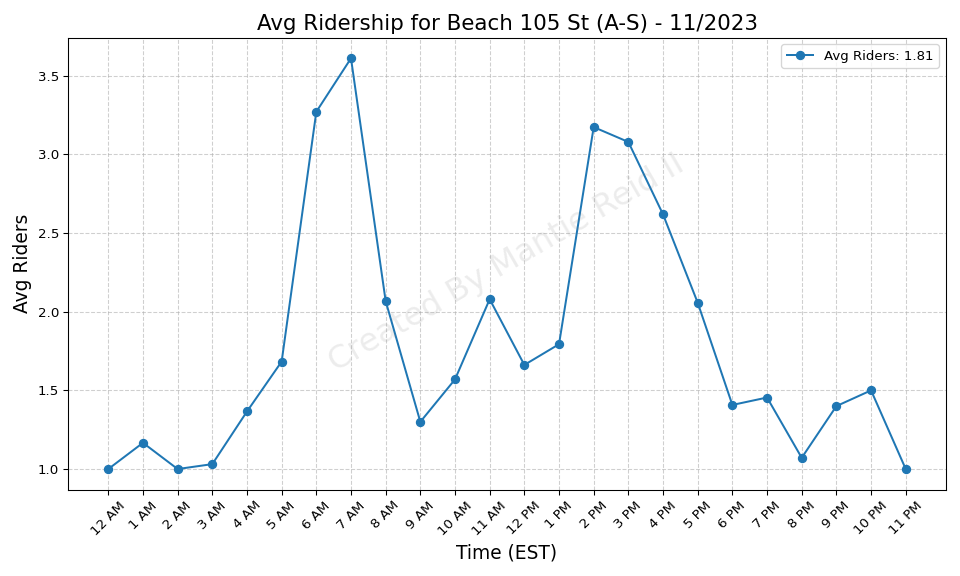 Avg Ridership for Beach 105 St (A-S) - 11/2023
Avg Riders: 1.81
Avg Riders
3.5
3.0
2.5
2.0
1.5
1.0
12 AM
1 AM
2 AM
3 AM
4 AM
5 AM
6 AM
7 AM
8 AM
9 AM
10 AM
11 AM
12 PM
1 PM
2 PM
3 PM
4 PM
5 PM
6 PM
7 PM
8 PM
9 PM
10 PM
11 PM
Time (EST)
Created By Mantie Reid II